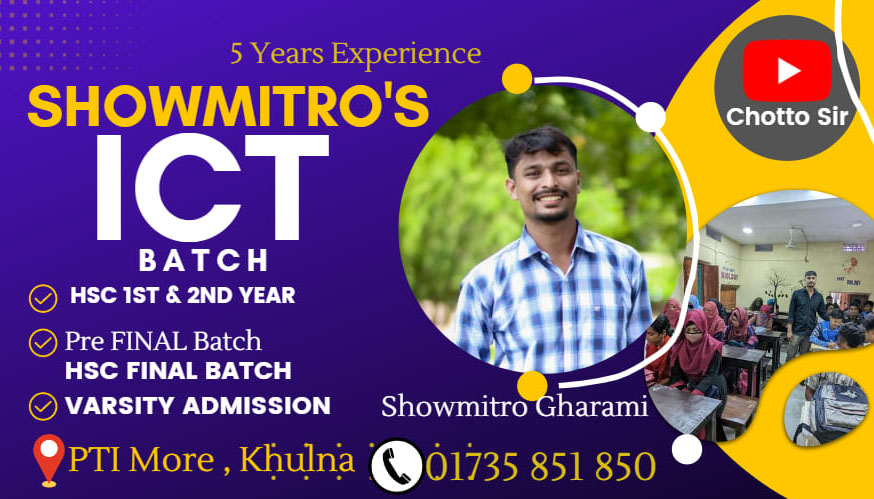 5 Years Experience
SHOWMITRO'S
ICT
BATCH
HSC 1ST & 2ND YEAR
Pre FINAL Batch
HSC FINAL BATCH
VARSITY ADMISSION
PTI More , Khulna
01735 851 850
Showmitro Gharami
Chotto Sir